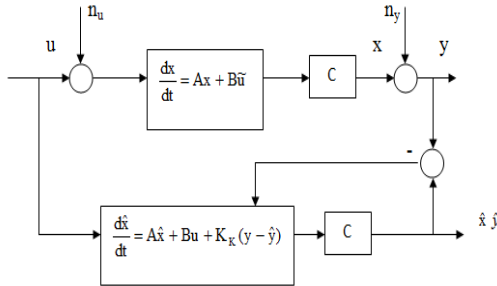 n_u
n_y
u
x
y
dx/dt = Ax + Bũ
C
-
dx̂/dt = Ax̂ + Bu + K_K(y − ŷ)
C
x̂ ŷ